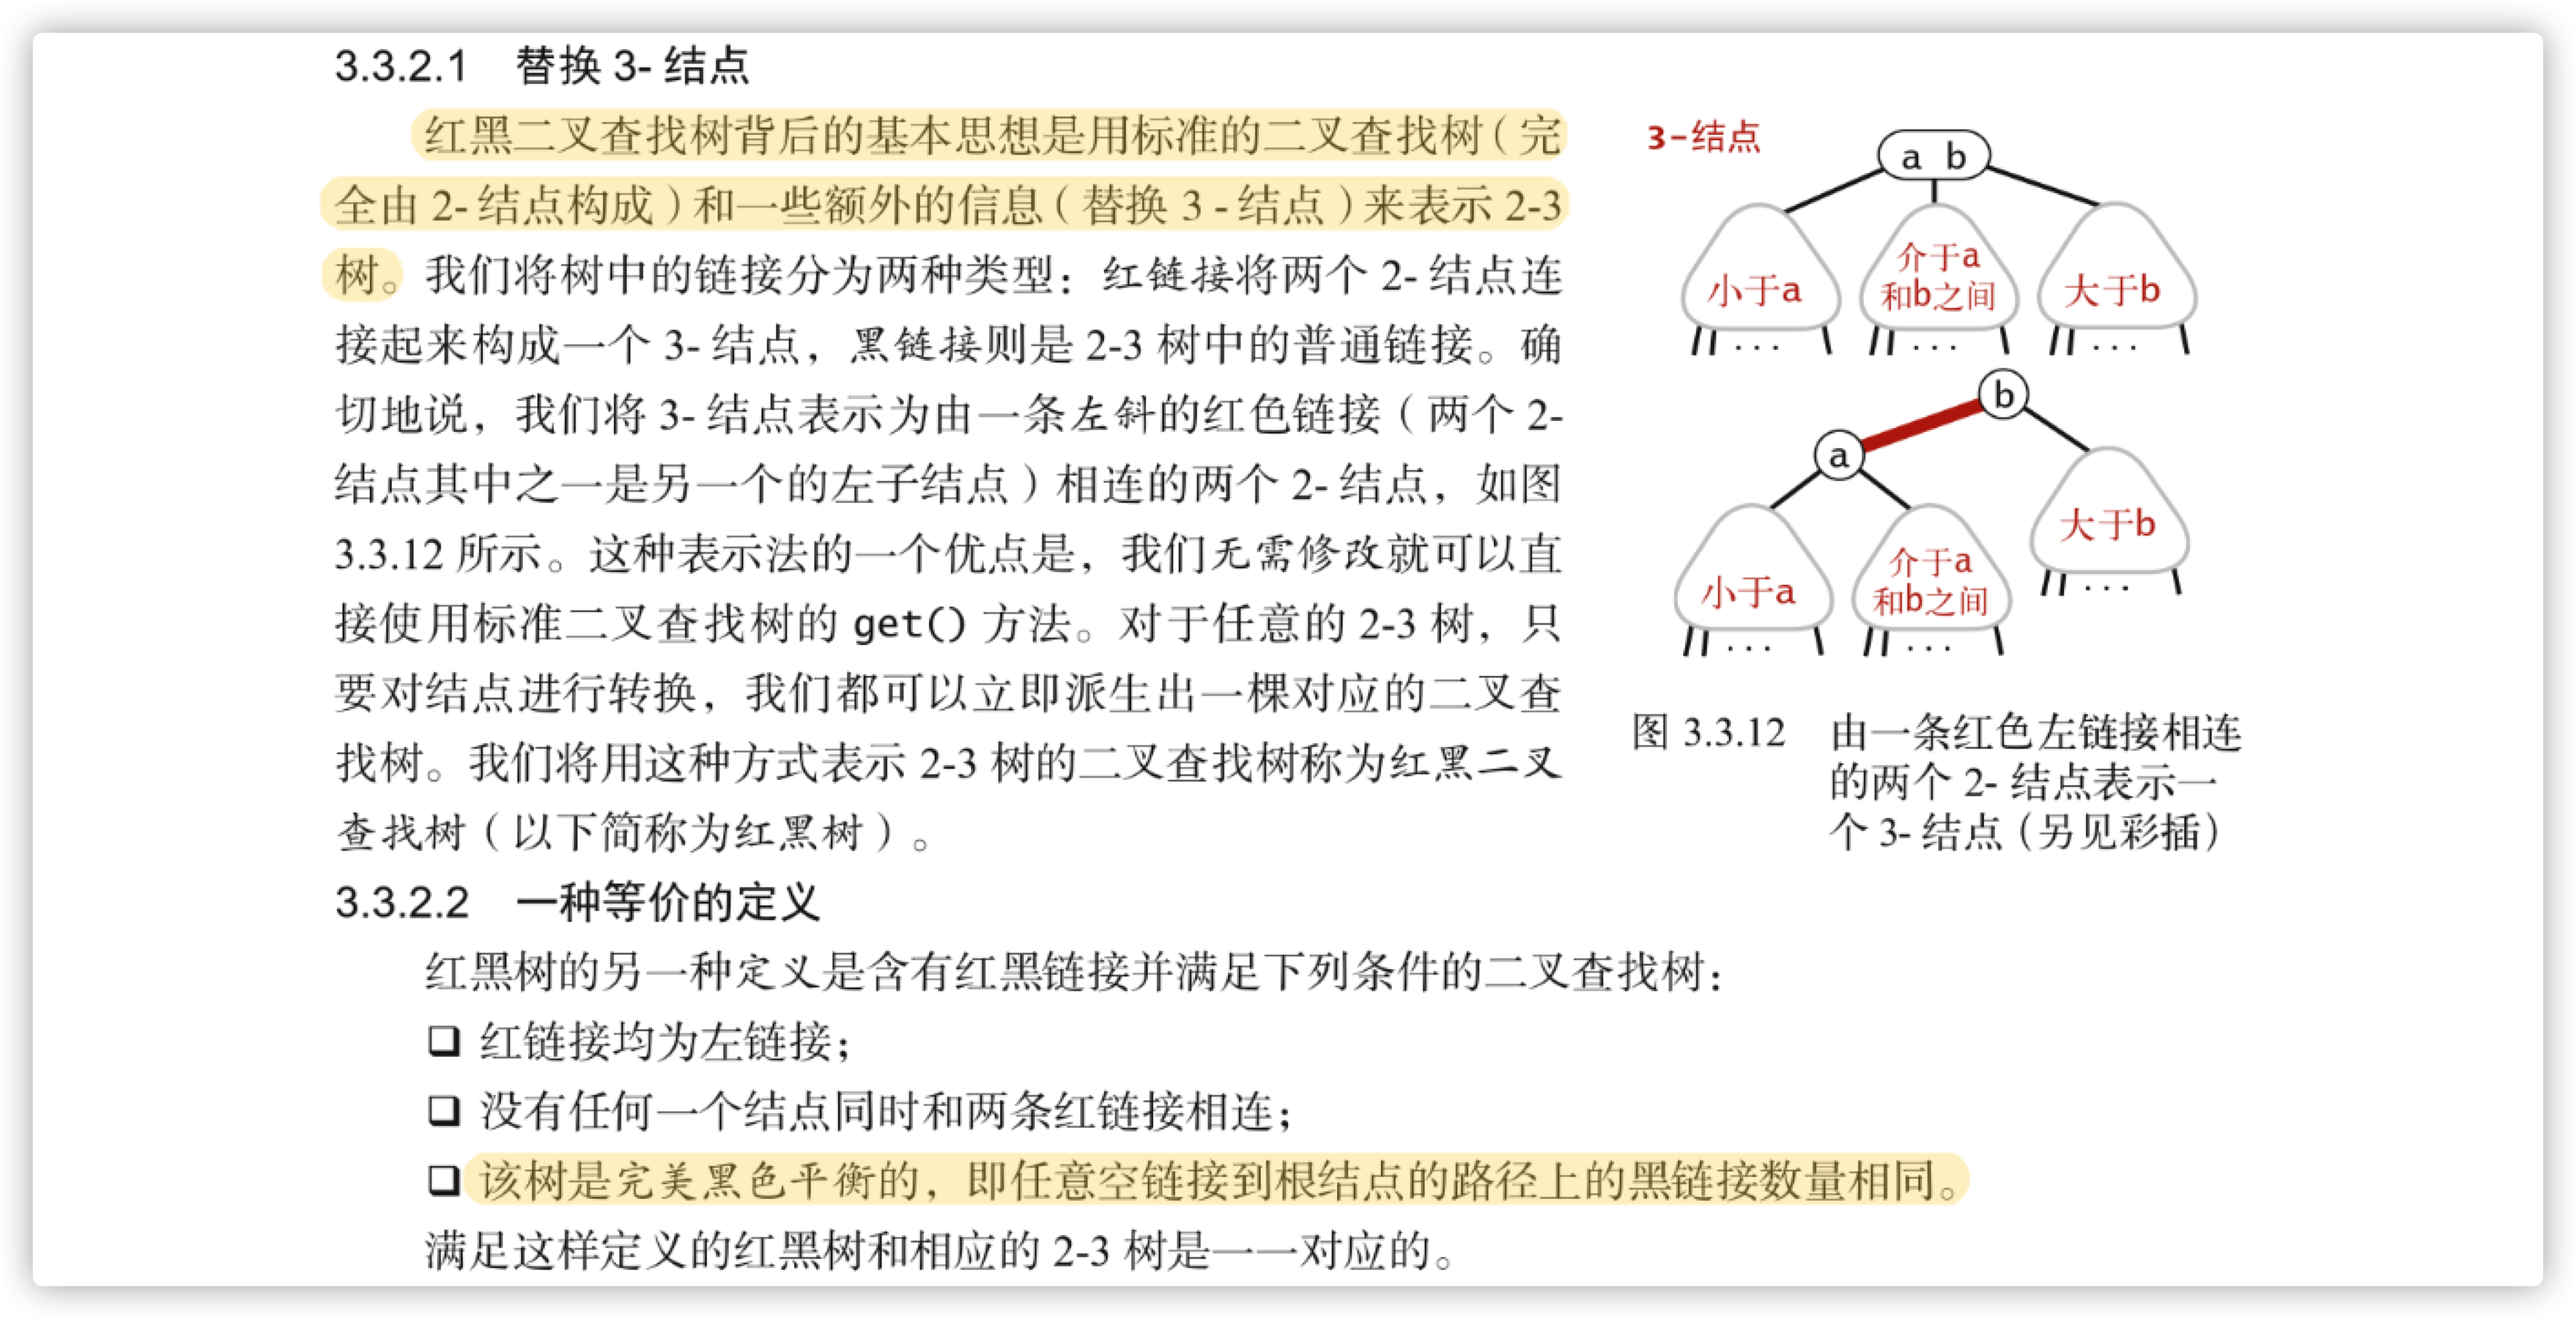 3.3.2.1 替换 3- 结点
红黑二叉查找树背后的基本思想是用标准的二叉查找树（完
全由 2- 结点构成）和一些额外的信息（替换 3 - 结点）来表示 2-3
树。我们将树中的链接分为两种类型：红链接将两个 2- 结点连
接起来构成一个 3- 结点，黑链接则是 2-3 树中的普通链接。确
切地说，我们将 3- 结点表示为由一条左斜的红色链接（两个 2-
结点其中之一是另一个的左子结点）相连的两个 2- 结点，如图
3.3.12 所示。这种表示法的一个优点是，我们无需修改就可以直
接使用标准二叉查找树的 get() 方法。对于任意的 2-3 树，只
要对结点进行转换，我们都可以立即派生出一棵对应的二叉查
找树。我们将用这种方式表示 2-3 树的二叉查找树称为红黑二叉
查找树（以下简称为红黑树）。
3-结点
a b
小于a
介于a
和b之间
大于b
...
...
...
b
a
大于b
小于a
介于a
和b之间
...
...
...
图 3.3.12 由一条红色左链接相连
的两个 2- 结点表示一
个 3- 结点（另见彩插）
3.3.2.2 一种等价的定义
红黑树的另一种定义是含有红黑链接并满足下列条件的二叉查找树：
❑ 红链接均为左链接；
❑ 没有任何一个结点同时和两条红链接相连；
❑ 该树是完美黑色平衡的，即任意空链接到根结点的路径上的黑链接数量相同。
满足这样定义的红黑树和相应的 2-3 树是一一对应的。